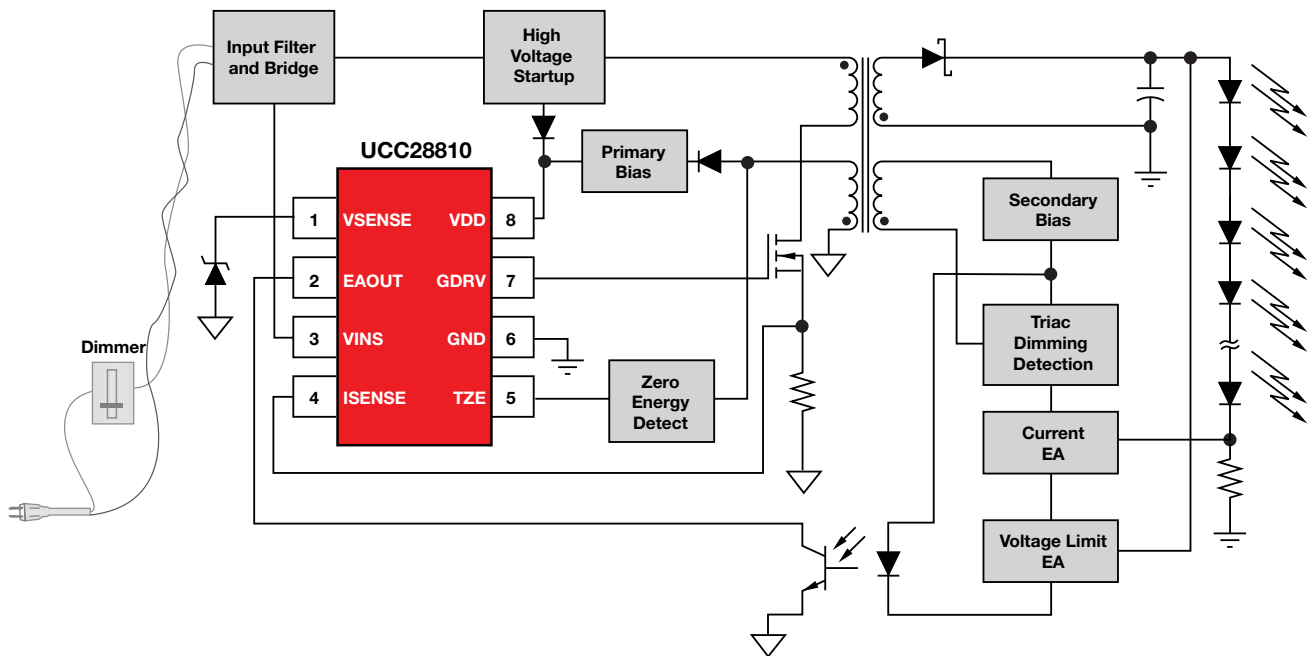 Input Filter
and Bridge
High
Voltage
Startup
UCC28810
Primary
Bias
1
VSENSE
VDD
8
2
EAOUT
GDRV
7
3
VINS
GND
6
4
ISENSE
TZE
5
Secondary
Bias
Triac
Dimming
Detection
Dimmer
Zero
Energy
Detect
Current
EA
Voltage Limit
EA